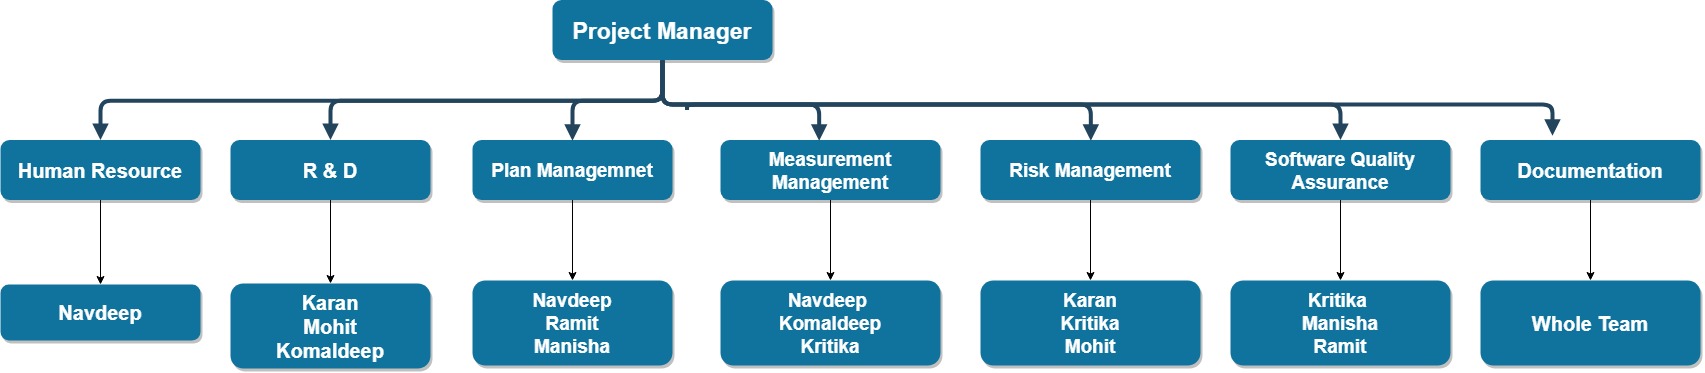 Project Manager
Human Resource
R & D
Plan Managemnet
Measurement
Management
Risk Management
Software Quality
Assurance
Documentation
Navdeep
Karan
Mohit
Komaldeep
Navdeep
Ramit
Manisha
Navdeep
Komaldeep
Kritika
Karan
Kritika
Mohit
Kritika
Manisha
Ramit
Whole Team